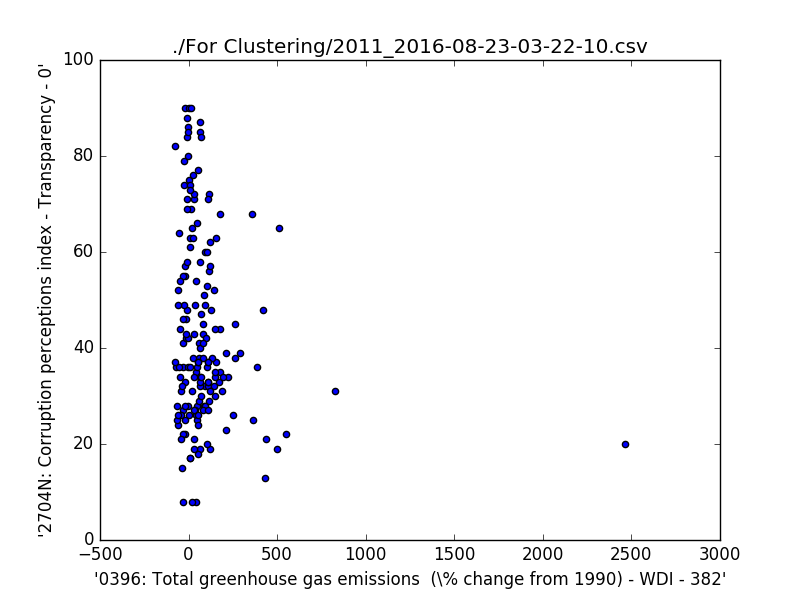 ./For Clustering/2011_2016-08-23-03-22-10.csv
100
80
60
40
20
0
'2704N: Corruption perceptions index - Transparency - 0'
−500 0 500 1000 1500 2000 2500 3000
'0396: Total greenhouse gas emissions  (\% change from 1990) - WDI - 382'